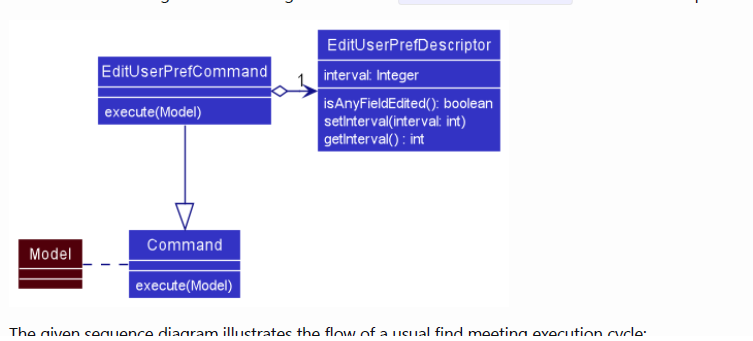 EditUserPrefDescriptor
interval: Integer
isAnyFieldEdited(): boolean
setInterval(interval: int)
getInterval() : int
EditUserPrefCommand
execute(Model)
1
Command
execute(Model)
Model
The given sequence diagram illustrates the flow of a usual find meeting execution cycle: